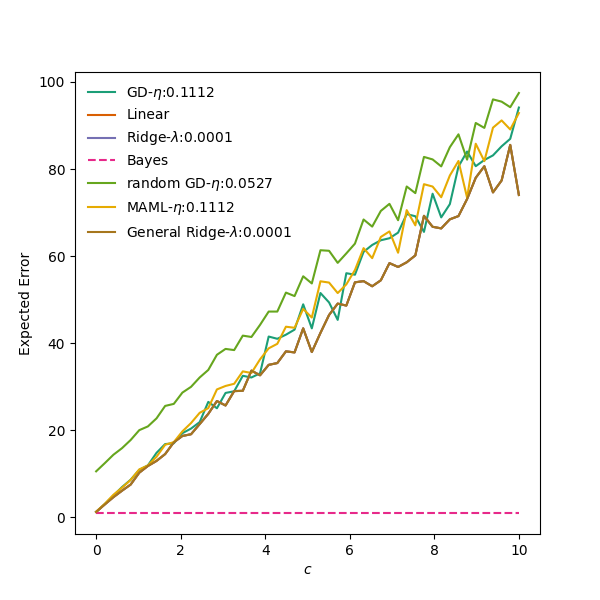 100
80
60
40
20
0
Expected Error
GD-η:0.1112
Linear
Ridge-λ:0.0001
Bayes
random GD-η:0.0527
MAML-η:0.1112
General Ridge-λ:0.0001
0 2 4 6 8 10
c